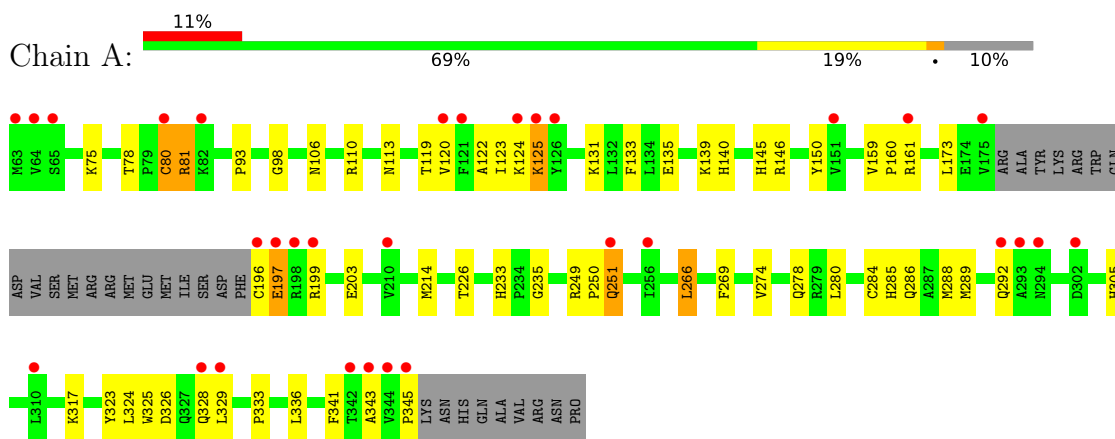 11%
Chain A:
69% 19% • 10%
M63 V64 S65 K75 T78 P79 C80 R81 K82 P93 G98 N106 R110 N113 T119 V120 F121 A122 I123 K124 K125 Y126 K131 L132 F133 L134 E135 K139 H140 H145 R146 Y150 V151 V159 P160 R161 L173 E174 V175 ARG ALA TYR LYS ARG TRP GLN
ASP VAL SER MET ARG ARG MET GLU MET ILE SER ASP PHE C196 E197 R198 R199 E203 V210 M214 T226 H233 P234 G235 R249 P250 Q251 I256 L266 F269 V274 Q278 R279 L280 C284 H285 Q286 A287 M288 M289 Q292 A293 N294 D302 H305
L310 K317 Y323 L324 W325 D326 Q327 Q328 L329 P333 L336 F341 T342 A343 V344 P345 LYS ASN HIS GLN ALA VAL ARG ASN PRO